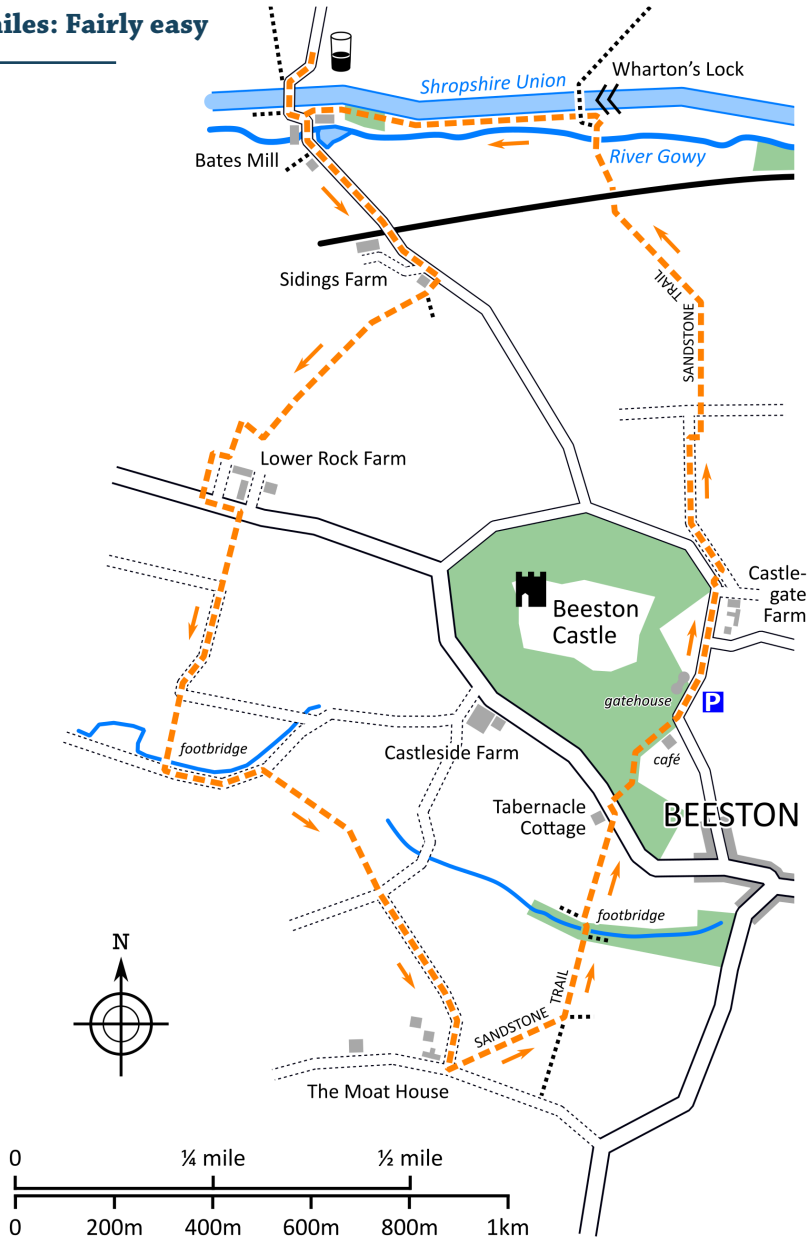 miles: Fairly easy
Shropshire Union
Wharton's Lock
Bates Mill
River Gowy
Sidings Farm
TRAIL
SANDSTONE
Lower Rock Farm
Castle-
gate
Farm
Beeston
Castle
gatehouse
P
footbridge
Castleside Farm
café
Tabernacle
Cottage
BEESTON
footbridge
N
SANDSTONE TRAIL
The Moat House
0 ¼ mile ½ mile
0 200m 400m 600m 800m 1km